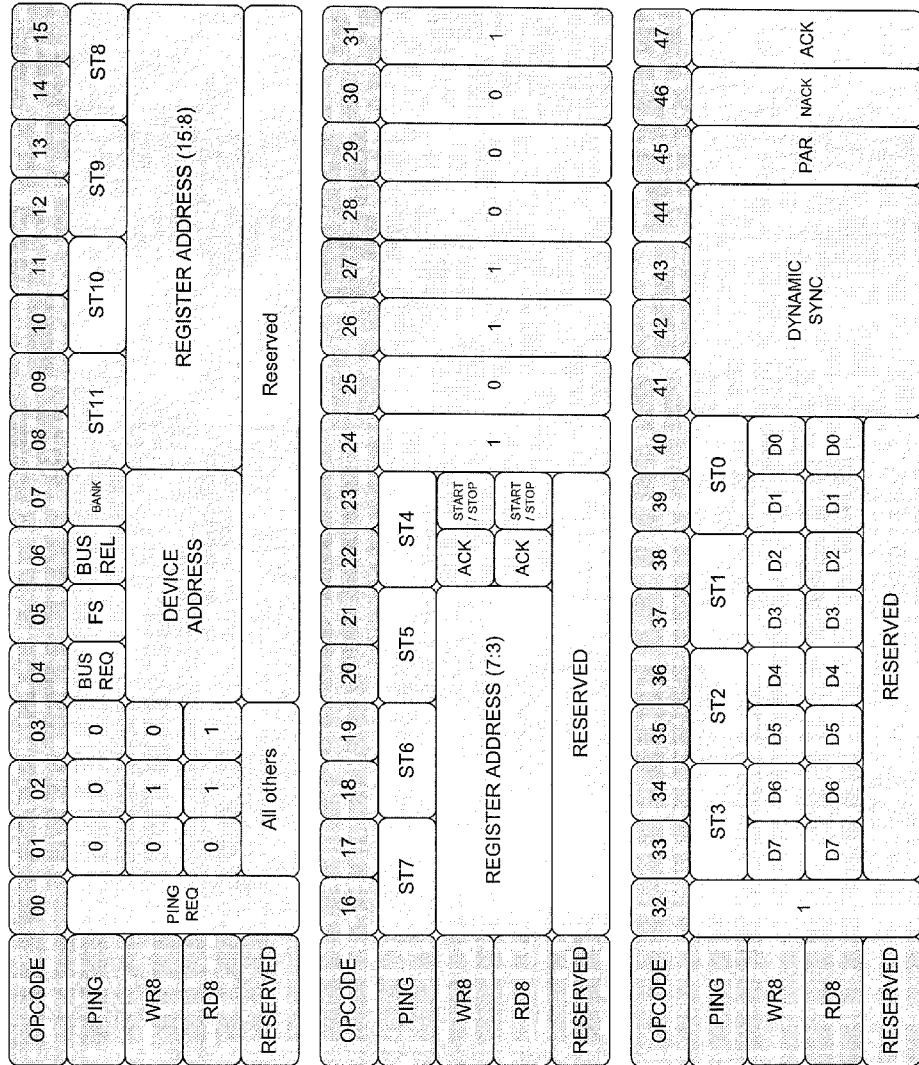 OPCODE 00 01 02 03 04 05 06 07 08 09 10 11 12 13 14 15
PING PING REQ 0 0 0 BUS REQ FS BUS REL BANK ST11 ST10 ST9 ST8
WR8 0 1 0 DEVICE ADDRESS REGISTER ADDRESS (15:8)
RD8 0 1 1
RESERVED All others Reserved
OPCODE 16 17 18 19 20 21 22 23 24 25 26 27 28 29 30 31
PING ST7 ST6 ST5 ST4 1 0 1 1 0 0 0 1
WR8 REGISTER ADDRESS (7:3) ACK START / STOP
RD8 ACK START / STOP
RESERVED RESERVED
OPCODE 32 33 34 35 36 37 38 39 40 41 42 43 44 45 46 47
PING 1 ST3 ST2 ST1 ST0 DYNAMIC SYNC PAR NACK ACK
WR8 D7 D6 D5 D4 D3 D2 D1 D0
RD8 D7 D6 D5 D4 D3 D2 D1 D0
RESERVED RESERVED